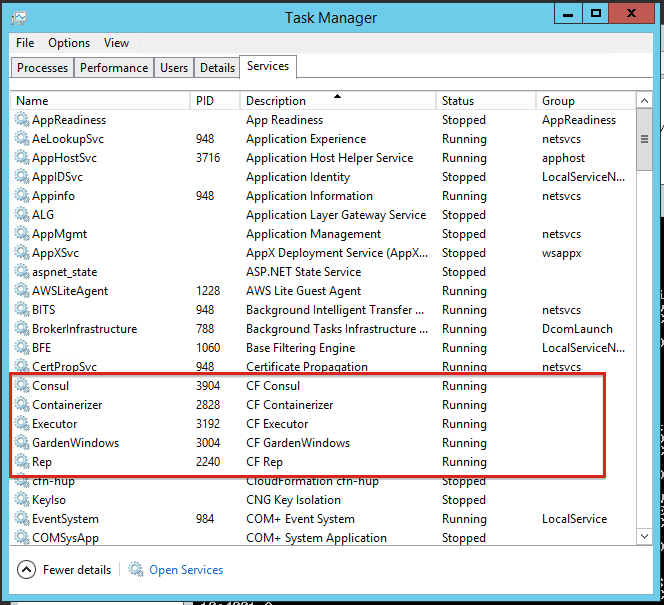 Task Manager
File Options View
Processes Performance Users Details Services
Name PID Description Status Group
AppReadiness App Readiness Stopped AppReadiness
AeLookupSvc 948 Application Experience Running netsvcs
AppHostSvc 3716 Application Host Helper Service Running apphost
AppIDSvc Application Identity Stopped LocalServiceN...
Appinfo 948 Application Information Running netsvcs
ALG Application Layer Gateway Service Stopped
AppMgmt Application Management Stopped netsvcs
AppXSvc AppX Deployment Service (AppX... Stopped wsappx
aspnet_state ASP.NET State Service Stopped
AWSLiteAgent 1228 AWS Lite Guest Agent Running
BITS 948 Background Intelligent Transfer ... Running netsvcs
BrokerInfrastructure 788 Background Tasks Infrastructure ... Running DcomLaunch
BFE 1060 Base Filtering Engine Running LocalServiceN...
CertPropSvc 948 Certificate Propagation Running netsvcs
Consul 3904 CF Consul Running
Containerizer 2828 CF Containerizer Running
Executor 3192 CF Executor Running
GardenWindows 3004 CF GardenWindows Running
Rep 2240 CF Rep Running
cfn-hup CloudFormation cfn-hup Stopped
KeyIso CNG Key Isolation Stopped
EventSystem 984 COM+ Event System Running LocalService
COMSysApp COM+ System Application Stopped
Fewer details Open Services